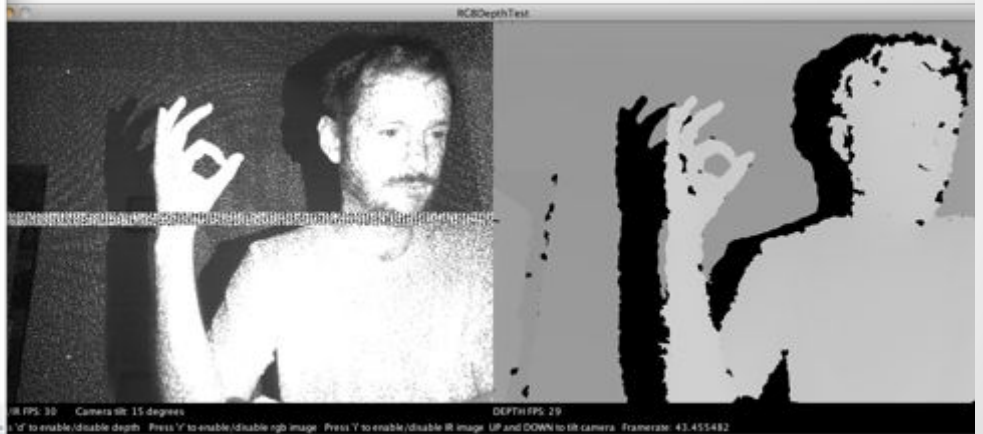 RGBDepthTest
/IR FPS: 30 Camera tilt: 15 degrees DEPTH FPS: 29
s 'd' to enable/disable depth Press 'r' to enable/disable rgb image Press 'i' to enable/disable IR image UP and DOWN to tilt camera Framerate: 43.455482